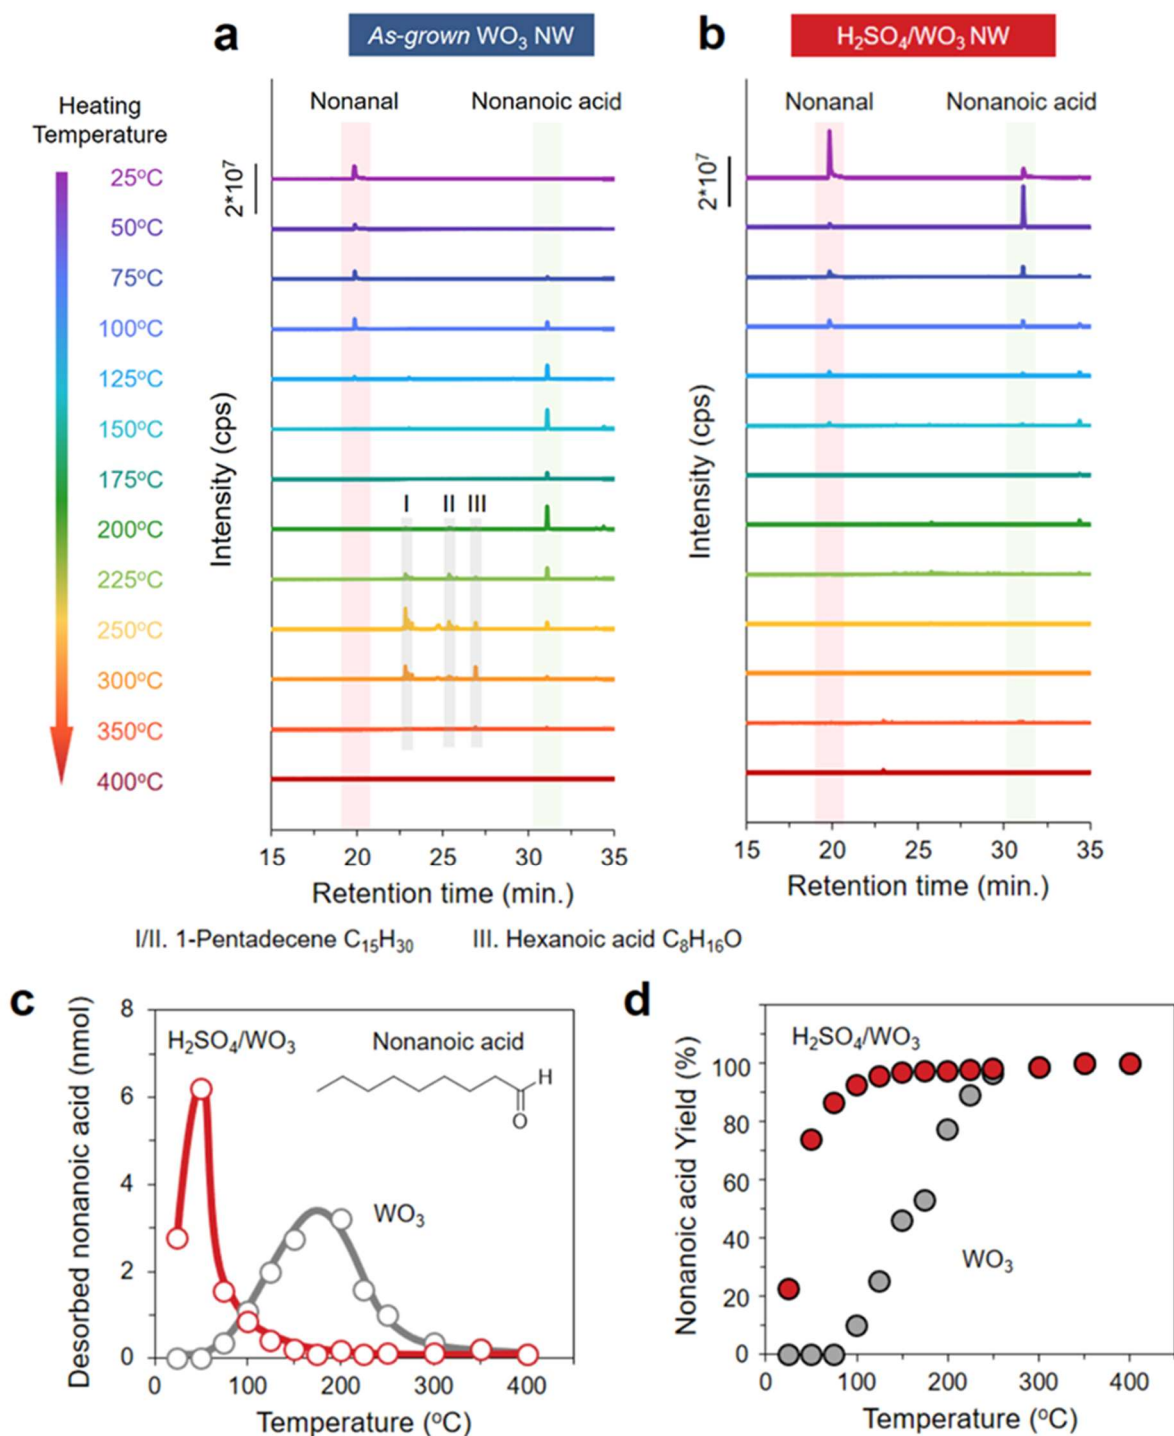 a
As-grown WO₃ NW
b
H₂SO₄/WO₃ NW
Heating
Temperature
25°C
50°C
75°C
100°C
125°C
150°C
175°C
200°C
225°C
250°C
300°C
350°C
400°C
Nonanal
Nonanoic acid
2*10⁷
Intensity (cps)
I
II
III
15
20
25
30
35
Retention time (min.)
Nonanal
Nonanoic acid
2*10⁷
Intensity (cps)
15
20
25
30
35
Retention time (min.)
I/II. 1-Pentadecene C₁₅H₃₀
III. Hexanoic acid C₈H₁₆O
c
Desorbed nonanoic acid (nmol)
8
6
4
2
0
H₂SO₄/WO₃
Nonanoic acid
H
O
WO₃
0
100
200
300
400
Temperature (°C)
d
Nonanoic acid Yield (%)
100
80
60
40
20
0
H₂SO₄/WO₃
WO₃
0
100
200
300
400
Temperature (°C)